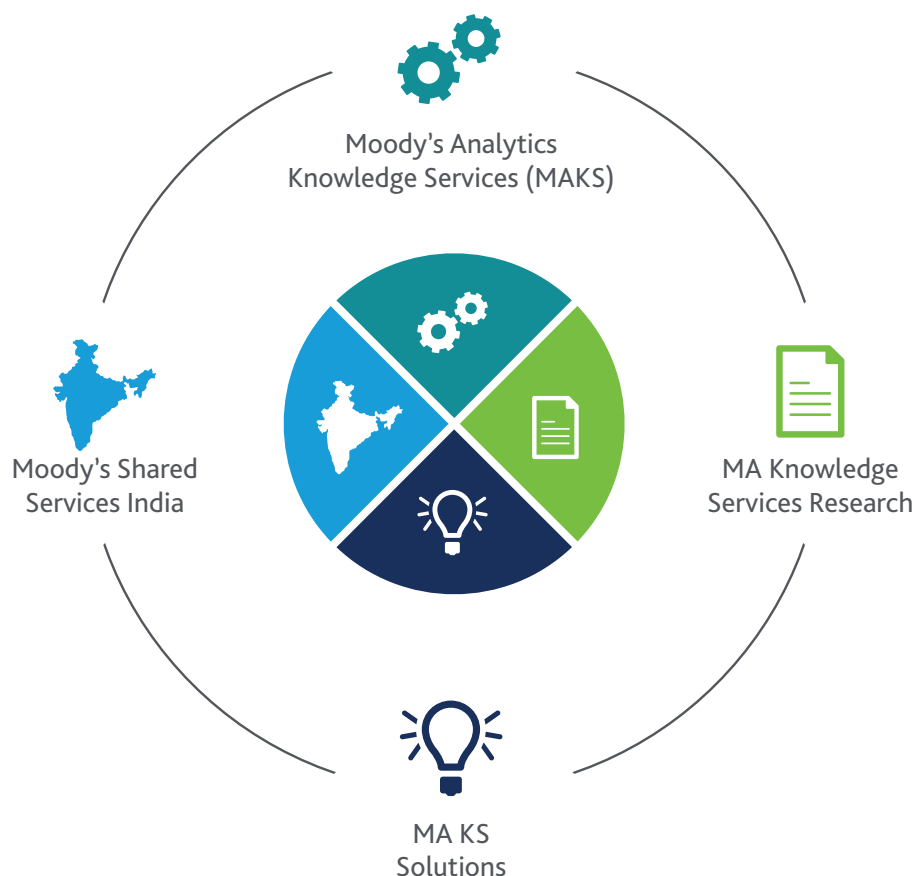 Moody’s Analytics
Knowledge Services (MAKS)
Moody’s Shared
Services India
MA Knowledge
Services Research
MA KS
Solutions